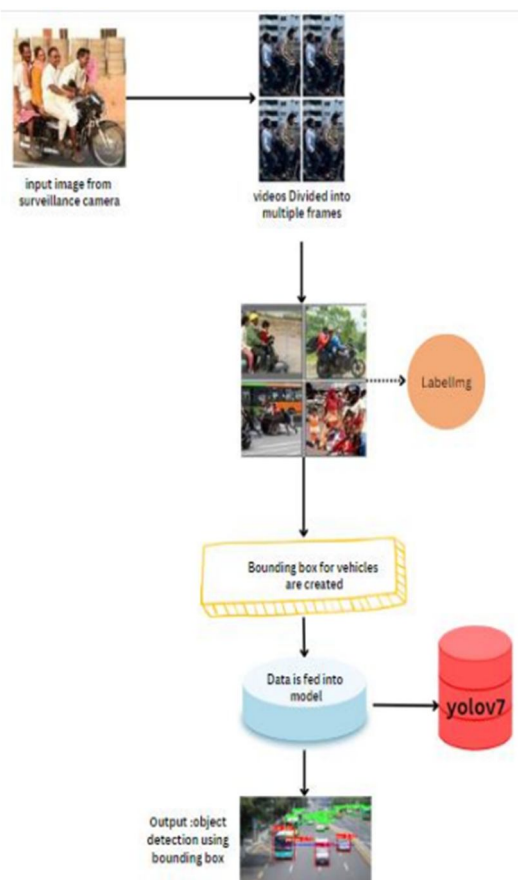 input image from
surveillance camera
videos Divided into
multiple frames
LabelImg
Bounding box for vehicles
are created
Data is fed into
model
yolov7
Output :object
detection using
bounding box